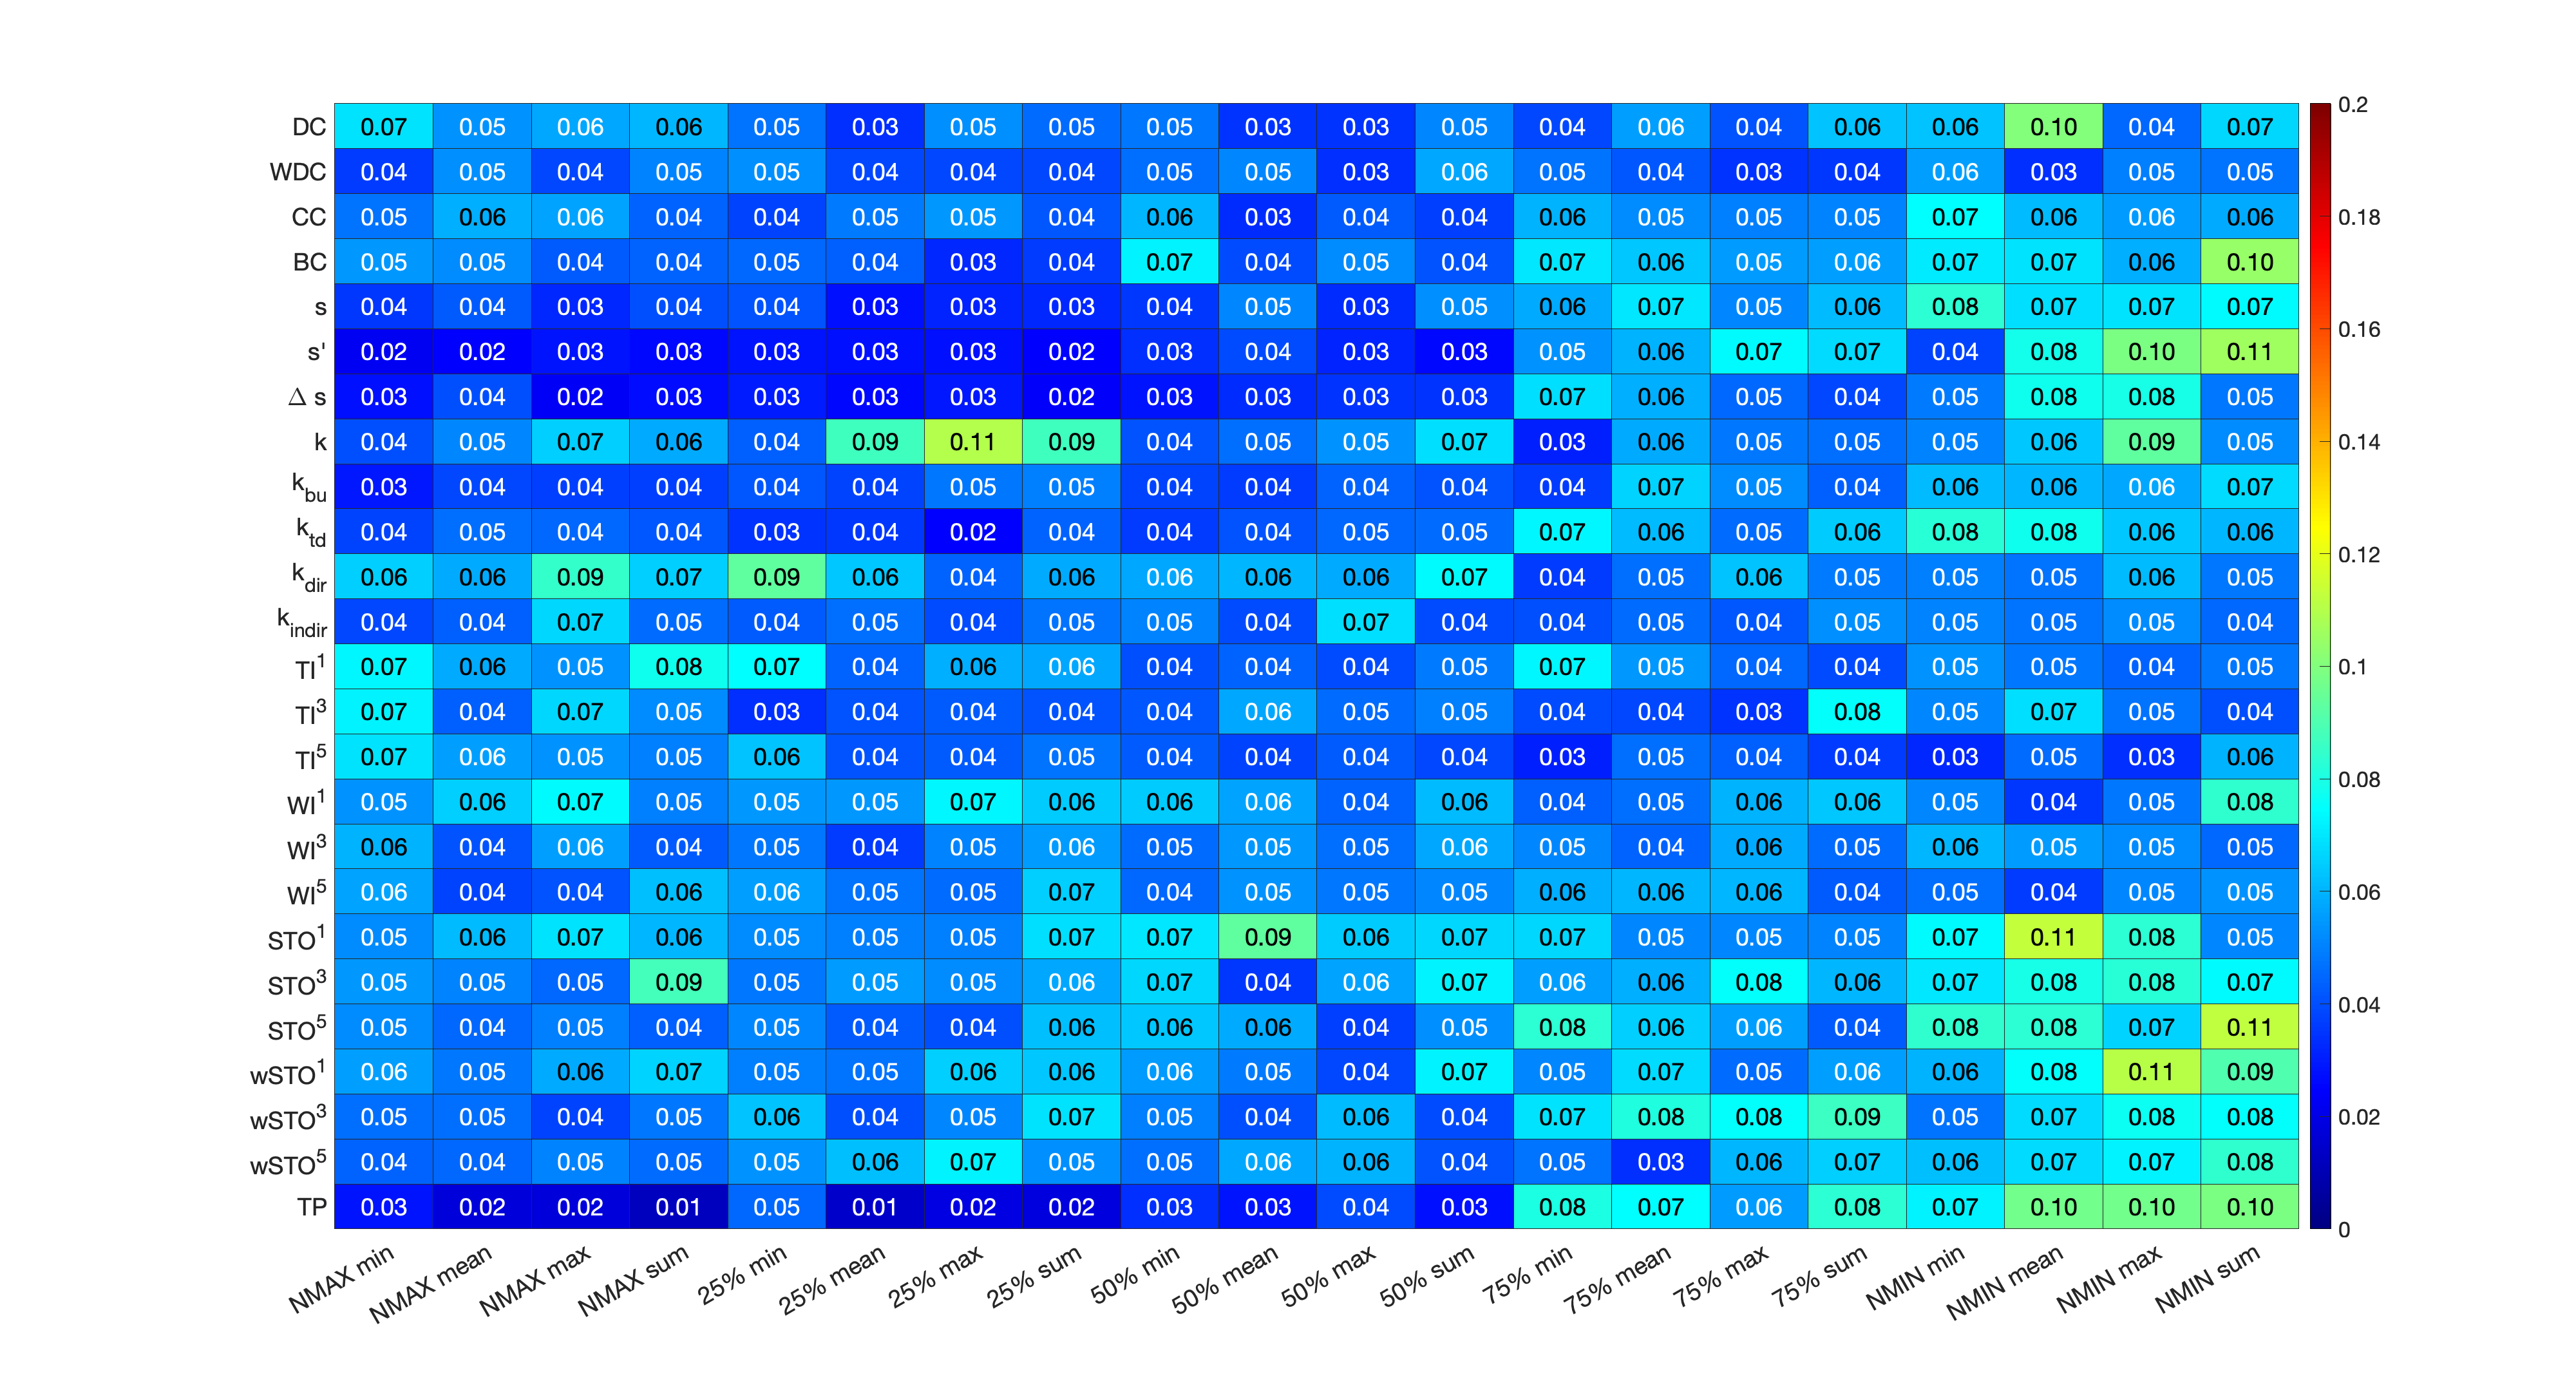 DC 0.07 0.05 0.06 0.06 0.05 0.03 0.05 0.05 0.05 0.03 0.03 0.05 0.04 0.06 0.04 0.06 0.06 0.10 0.04 0.07
WDC 0.04 0.05 0.04 0.05 0.05 0.04 0.04 0.04 0.05 0.05 0.03 0.06 0.05 0.04 0.03 0.04 0.06 0.03 0.05 0.05
CC 0.05 0.06 0.06 0.04 0.04 0.05 0.05 0.04 0.06 0.03 0.04 0.04 0.06 0.05 0.05 0.05 0.07 0.06 0.06 0.06
BC 0.05 0.05 0.04 0.04 0.05 0.04 0.03 0.04 0.07 0.04 0.05 0.04 0.07 0.06 0.05 0.06 0.07 0.07 0.06 0.10
s 0.04 0.04 0.03 0.04 0.04 0.03 0.03 0.03 0.04 0.05 0.03 0.05 0.06 0.07 0.05 0.06 0.08 0.07 0.07 0.07
s' 0.02 0.02 0.03 0.03 0.03 0.03 0.03 0.02 0.03 0.04 0.03 0.03 0.05 0.06 0.07 0.07 0.04 0.08 0.10 0.11
Δ s 0.03 0.04 0.02 0.03 0.03 0.03 0.03 0.02 0.03 0.03 0.03 0.03 0.07 0.06 0.05 0.04 0.05 0.08 0.08 0.05
k 0.04 0.05 0.07 0.06 0.04 0.09 0.11 0.09 0.04 0.05 0.05 0.07 0.03 0.06 0.05 0.05 0.05 0.06 0.09 0.05
k_bu 0.03 0.04 0.04 0.04 0.04 0.04 0.05 0.05 0.04 0.04 0.04 0.04 0.04 0.07 0.05 0.04 0.06 0.06 0.06 0.07
k_td 0.04 0.05 0.04 0.04 0.03 0.04 0.02 0.04 0.04 0.04 0.05 0.05 0.07 0.06 0.05 0.06 0.08 0.08 0.06 0.06
k_dir 0.06 0.06 0.09 0.07 0.09 0.06 0.04 0.06 0.06 0.06 0.06 0.07 0.04 0.05 0.06 0.05 0.05 0.05 0.06 0.05
k_indir 0.04 0.04 0.07 0.05 0.04 0.05 0.04 0.05 0.05 0.04 0.07 0.04 0.04 0.05 0.04 0.05 0.05 0.05 0.05 0.04
TI^1 0.07 0.06 0.05 0.08 0.07 0.04 0.06 0.06 0.04 0.04 0.04 0.05 0.07 0.05 0.04 0.04 0.05 0.05 0.04 0.05
TI^3 0.07 0.04 0.07 0.05 0.03 0.04 0.04 0.04 0.04 0.06 0.05 0.05 0.04 0.04 0.03 0.08 0.05 0.07 0.05 0.04
TI^5 0.07 0.06 0.05 0.05 0.06 0.04 0.04 0.05 0.04 0.04 0.04 0.04 0.03 0.05 0.04 0.04 0.03 0.05 0.03 0.06
WI^1 0.05 0.06 0.07 0.05 0.05 0.05 0.07 0.06 0.06 0.06 0.04 0.06 0.04 0.05 0.06 0.06 0.05 0.04 0.05 0.08
WI^3 0.06 0.04 0.06 0.04 0.05 0.04 0.05 0.06 0.05 0.05 0.05 0.06 0.05 0.04 0.06 0.05 0.06 0.05 0.05 0.05
WI^5 0.06 0.04 0.04 0.06 0.06 0.05 0.05 0.07 0.04 0.05 0.05 0.05 0.06 0.06 0.06 0.04 0.05 0.04 0.05 0.05
STO^1 0.05 0.06 0.07 0.06 0.05 0.05 0.05 0.07 0.07 0.09 0.06 0.07 0.07 0.05 0.05 0.05 0.07 0.11 0.08 0.05
STO^3 0.05 0.05 0.05 0.09 0.05 0.05 0.05 0.06 0.07 0.04 0.06 0.07 0.06 0.06 0.08 0.06 0.07 0.08 0.08 0.07
STO^5 0.05 0.04 0.05 0.04 0.05 0.04 0.04 0.06 0.06 0.06 0.04 0.05 0.08 0.06 0.06 0.04 0.08 0.08 0.07 0.11
wSTO^1 0.06 0.05 0.06 0.07 0.05 0.05 0.06 0.06 0.06 0.05 0.04 0.07 0.05 0.07 0.05 0.06 0.06 0.08 0.11 0.09
wSTO^3 0.05 0.05 0.04 0.05 0.06 0.04 0.05 0.07 0.05 0.04 0.06 0.04 0.07 0.08 0.08 0.09 0.05 0.07 0.08 0.08
wSTO^5 0.04 0.04 0.05 0.05 0.05 0.06 0.07 0.05 0.05 0.06 0.06 0.04 0.05 0.03 0.06 0.07 0.06 0.07 0.07 0.08
TP 0.03 0.02 0.02 0.01 0.05 0.01 0.02 0.02 0.03 0.03 0.04 0.03 0.08 0.07 0.06 0.08 0.07 0.10 0.10 0.10
NMAX min NMAX mean NMAX max NMAX sum 25% min 25% mean 25% max 25% sum 50% min 50% mean 50% max 50% sum 75% min 75% mean 75% max 75% sum NMIN min NMIN mean NMIN max NMIN sum
0.2
0.18
0.16
0.14
0.12
0.1
0.08
0.06
0.04
0.02
0